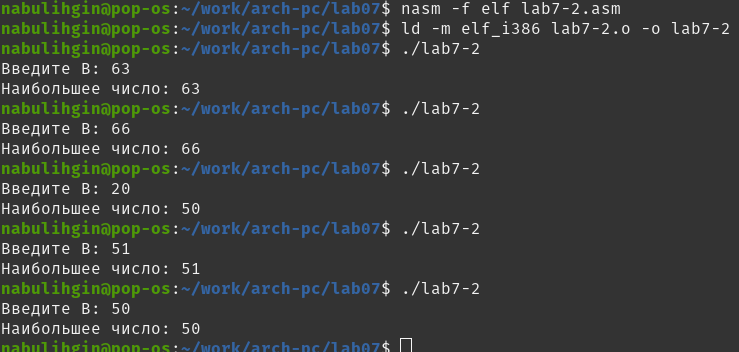 nabulihgin@pop-os:~/work/arch-pc/lab07$ nasm -f elf lab7-2.asm
nabulihgin@pop-os:~/work/arch-pc/lab07$ ld -m elf_i386 lab7-2.o -o lab7-2
nabulihgin@pop-os:~/work/arch-pc/lab07$ ./lab7-2
Введите В: 63
Наибольшее число: 63
nabulihgin@pop-os:~/work/arch-pc/lab07$ ./lab7-2
Введите В: 66
Наибольшее число: 66
nabulihgin@pop-os:~/work/arch-pc/lab07$ ./lab7-2
Введите В: 20
Наибольшее число: 50
nabulihgin@pop-os:~/work/arch-pc/lab07$ ./lab7-2
Введите В: 51
Наибольшее число: 51
nabulihgin@pop-os:~/work/arch-pc/lab07$ ./lab7-2
Введите В: 50
Наибольшее число: 50
nabulihgin@pop-os:~/work/arch-pc/lab07$